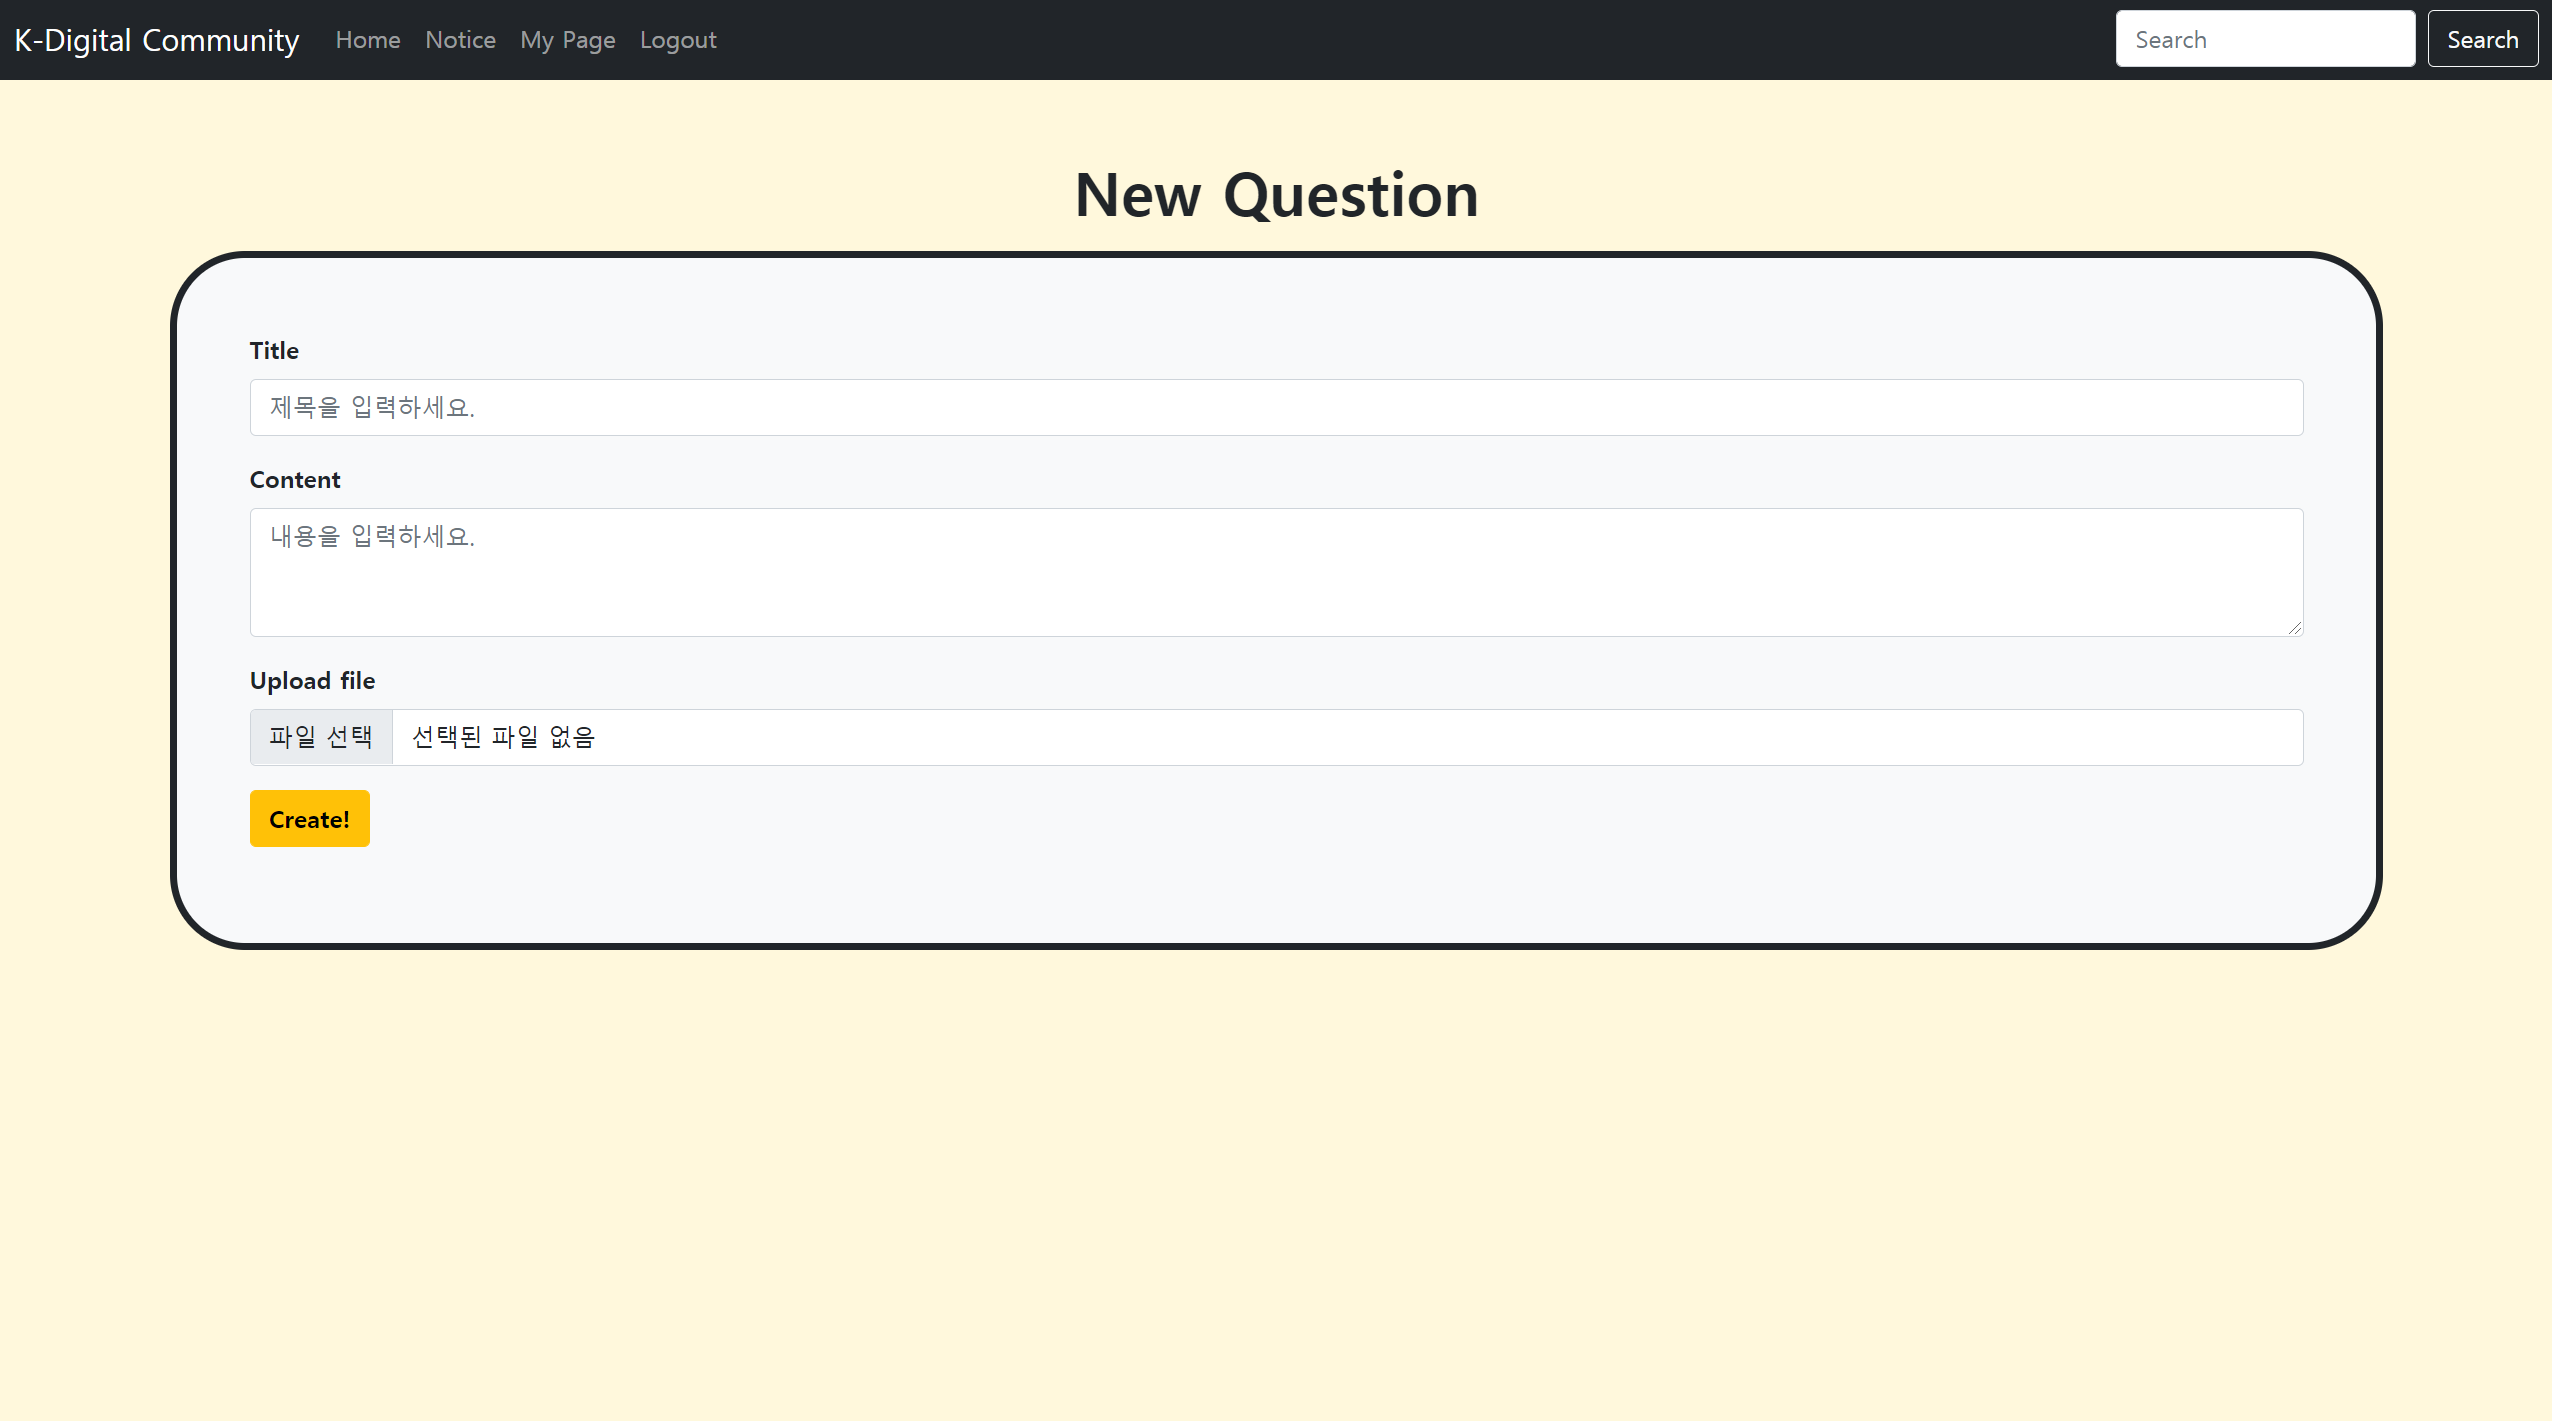 K-Digital Community Home Notice My Page Logout Search Search
New Question
Title
제목을 입력하세요.
Content
내용을 입력하세요.
Upload file
파일 선택 선택된 파일 없음
Create!